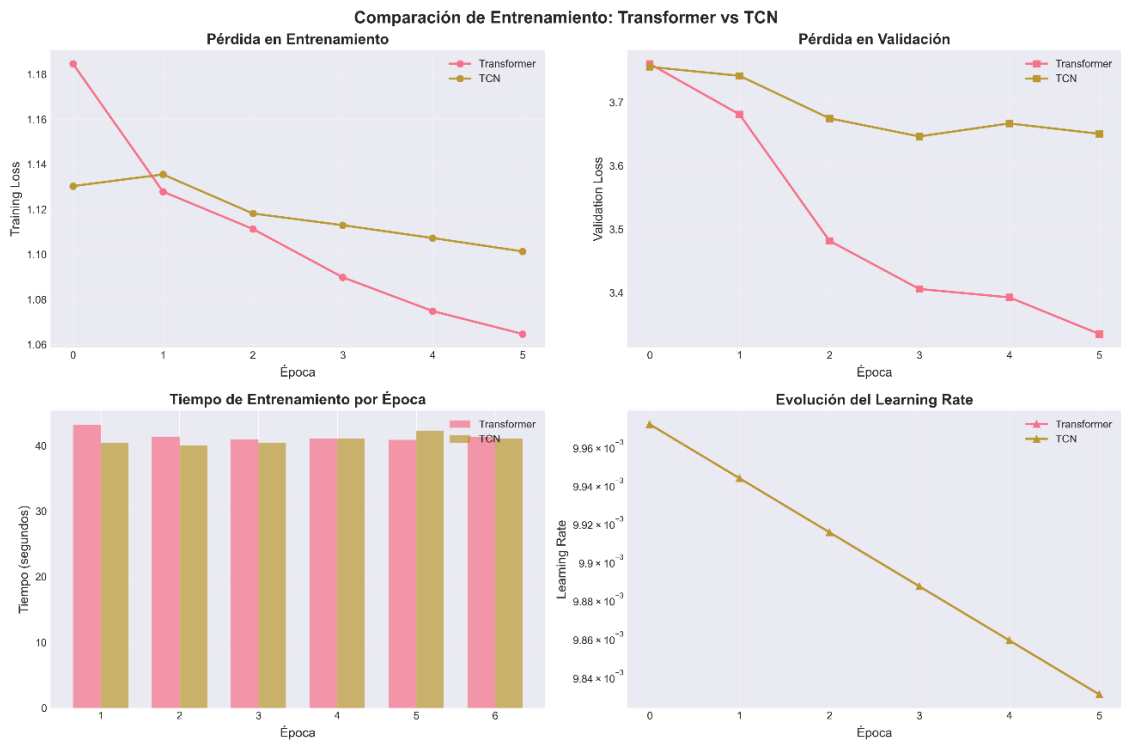 Comparación de Entrenamiento: Transformer vs TCN
Pérdida en Entrenamiento
Transformer
TCN
1.18
1.16
1.14
1.12
1.10
1.08
1.06
Training Loss
0 1 2 3 4 5
Época
Pérdida en Validación
Transformer
TCN
3.7
3.6
3.5
3.4
Validation Loss
0 1 2 3 4 5
Época
Tiempo de Entrenamiento por Época
Transformer
TCN
40
30
20
10
0
Tiempo (segundos)
1 2 3 4 5 6
Época
Evolución del Learning Rate
Transformer
TCN
9.96 × 10⁻³
9.94 × 10⁻³
9.92 × 10⁻³
9.9 × 10⁻³
9.88 × 10⁻³
9.86 × 10⁻³
9.84 × 10⁻³
Learning Rate
0 1 2 3 4 5
Época